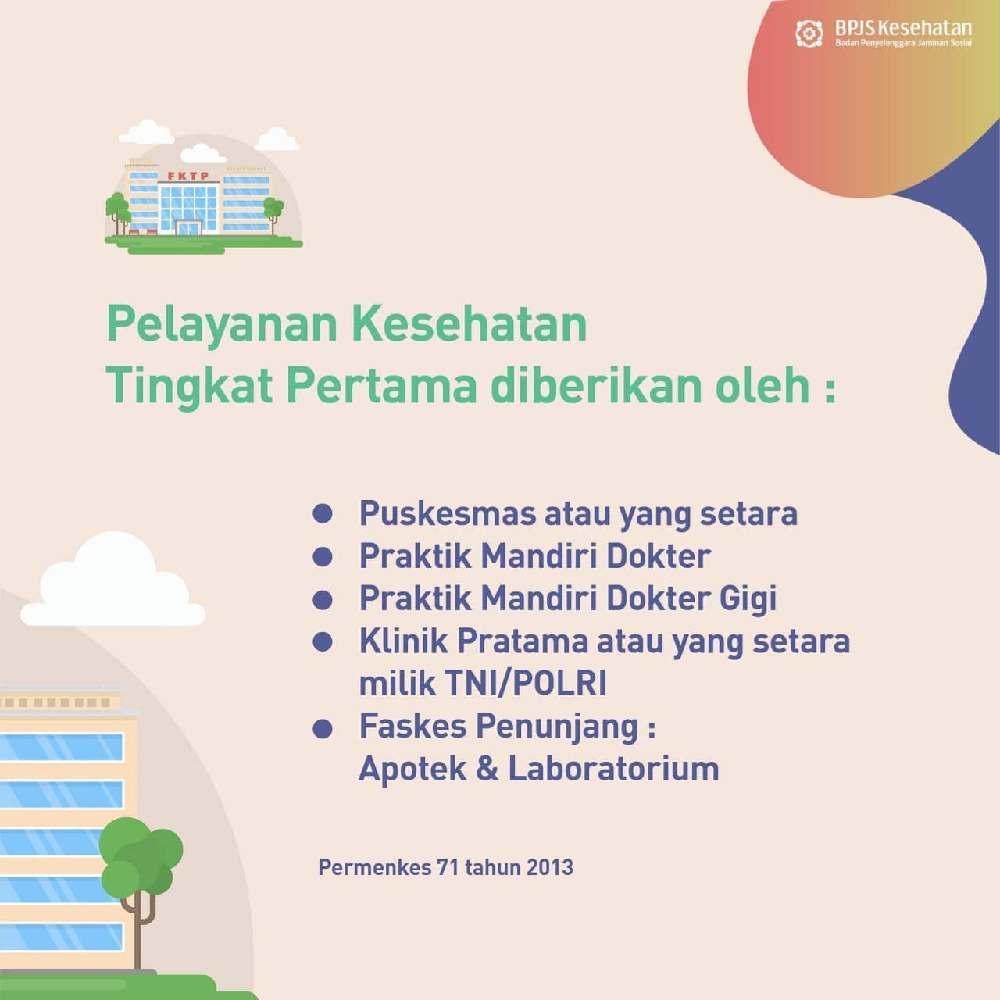 BPJS Kesehatan
Badan Penyelenggara Jaminan Sosial
FKTP
Pelayanan Kesehatan
Tingkat Pertama diberikan oleh :
● Puskesmas atau yang setara
● Praktik Mandiri Dokter
● Praktik Mandiri Dokter Gigi
● Klinik Pratama atau yang setara
milik TNI/POLRI
● Faskes Penunjang :
Apotek & Laboratorium
Permenkes 71 tahun 2013